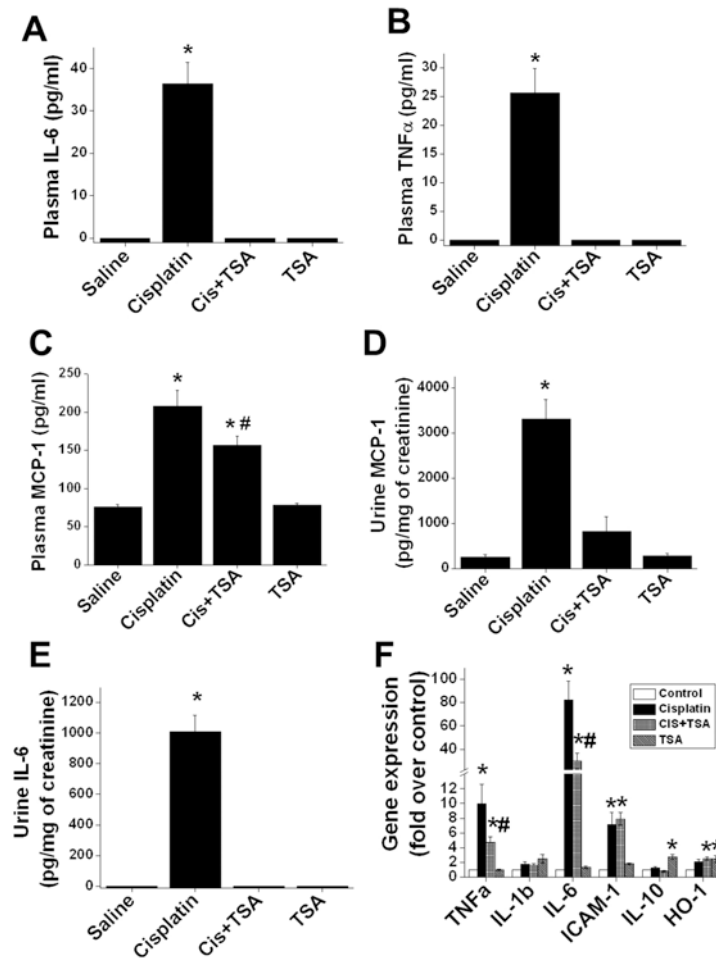 A
Plasma IL-6 (pg/ml)
40
30
20
10
0
*
Saline
Cisplatin
Cis+TSA
TSA
B
Plasma TNFα (pg/ml)
30
25
20
15
10
5
0
*
Saline
Cisplatin
Cis+TSA
TSA
C
Plasma MCP-1 (pg/ml)
250
200
150
100
50
0
*
*#
Saline
Cisplatin
Cis+TSA
TSA
D
Urine MCP-1
(pg/mg of creatinine)
4000
3000
2000
1000
0
*
Saline
Cisplatin
Cis+TSA
TSA
E
Urine IL-6
(pg/mg of creatinine)
1200
1000
800
600
400
200
0
*
Saline
Cisplatin
Cis+TSA
TSA
F
Gene expression
(fold over control)
100
80
60
40
12
10
8
6
4
2
0
Control
Cisplatin
CIS+TSA
TSA
*
*#
*
*#
**
*
**
TNFa
IL-1b
IL-6
ICAM-1
IL-10
HO-1